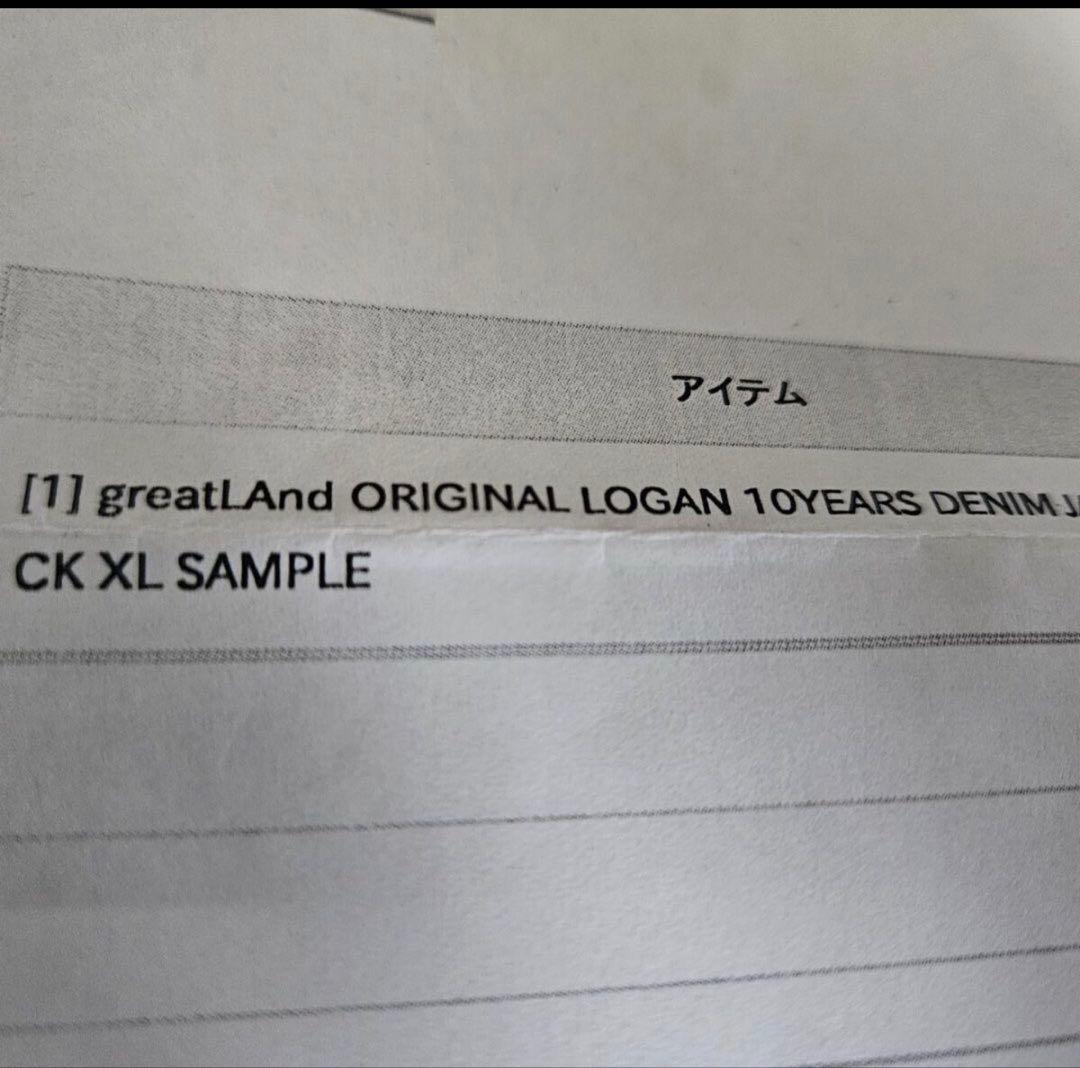 アイテム
[1] greatLAnd ORIGINAL LOGAN 10YEARS DENIM
CK XL SAMPLE